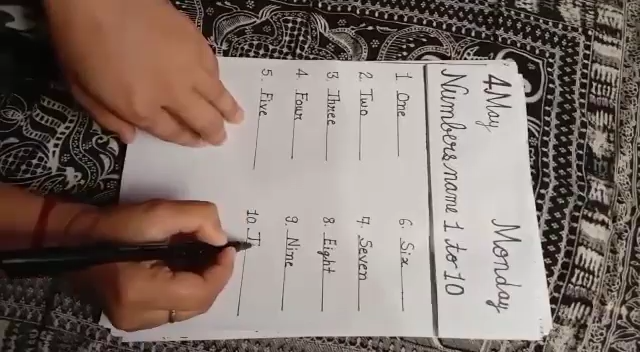 4 May Monday
Numbers name 1 to 10
1 One 6. Six
2. Two 7. Seven
3. Three 8. Eight
4. Four 9. Nine
5. Five 10. T